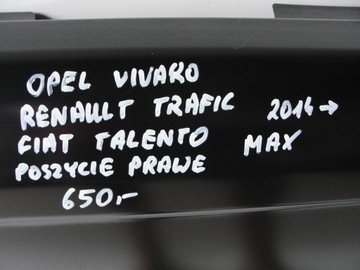 OPEL VIVARO
RENAULT TRAFIC 2014→
FIAT TALENTO MAX
POSZYCIE PRAWE
650,-